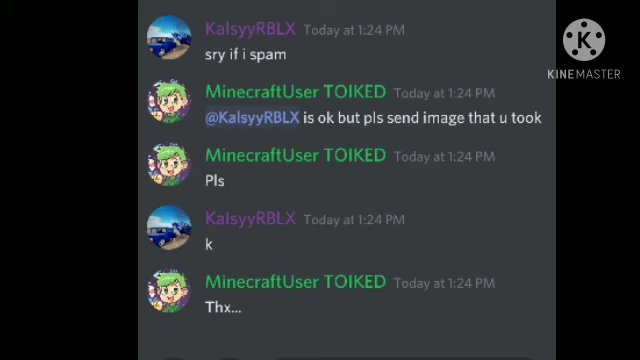 KalsyyRBLX Today at 1:24 PM
sry if i spam
MinecraftUser TOIKED Today at 1:24 PM
@KalsyyRBLX is ok but pls send image that u took
MinecraftUser TOIKED Today at 1:24 PM
Pls
KalsyyRBLX Today at 1:24 PM
k
MinecraftUser TOIKED Today at 1:24 PM
Thx...
K
KINEMASTER